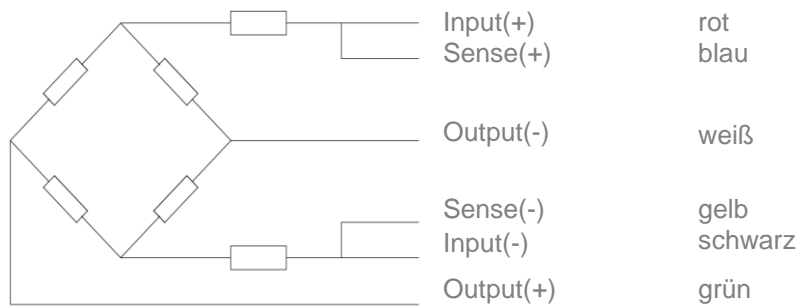 Input(+) rot
Sense(+) blau
Output(-) weiß
Sense(-) gelb
Input(-) schwarz
Output(+) grün